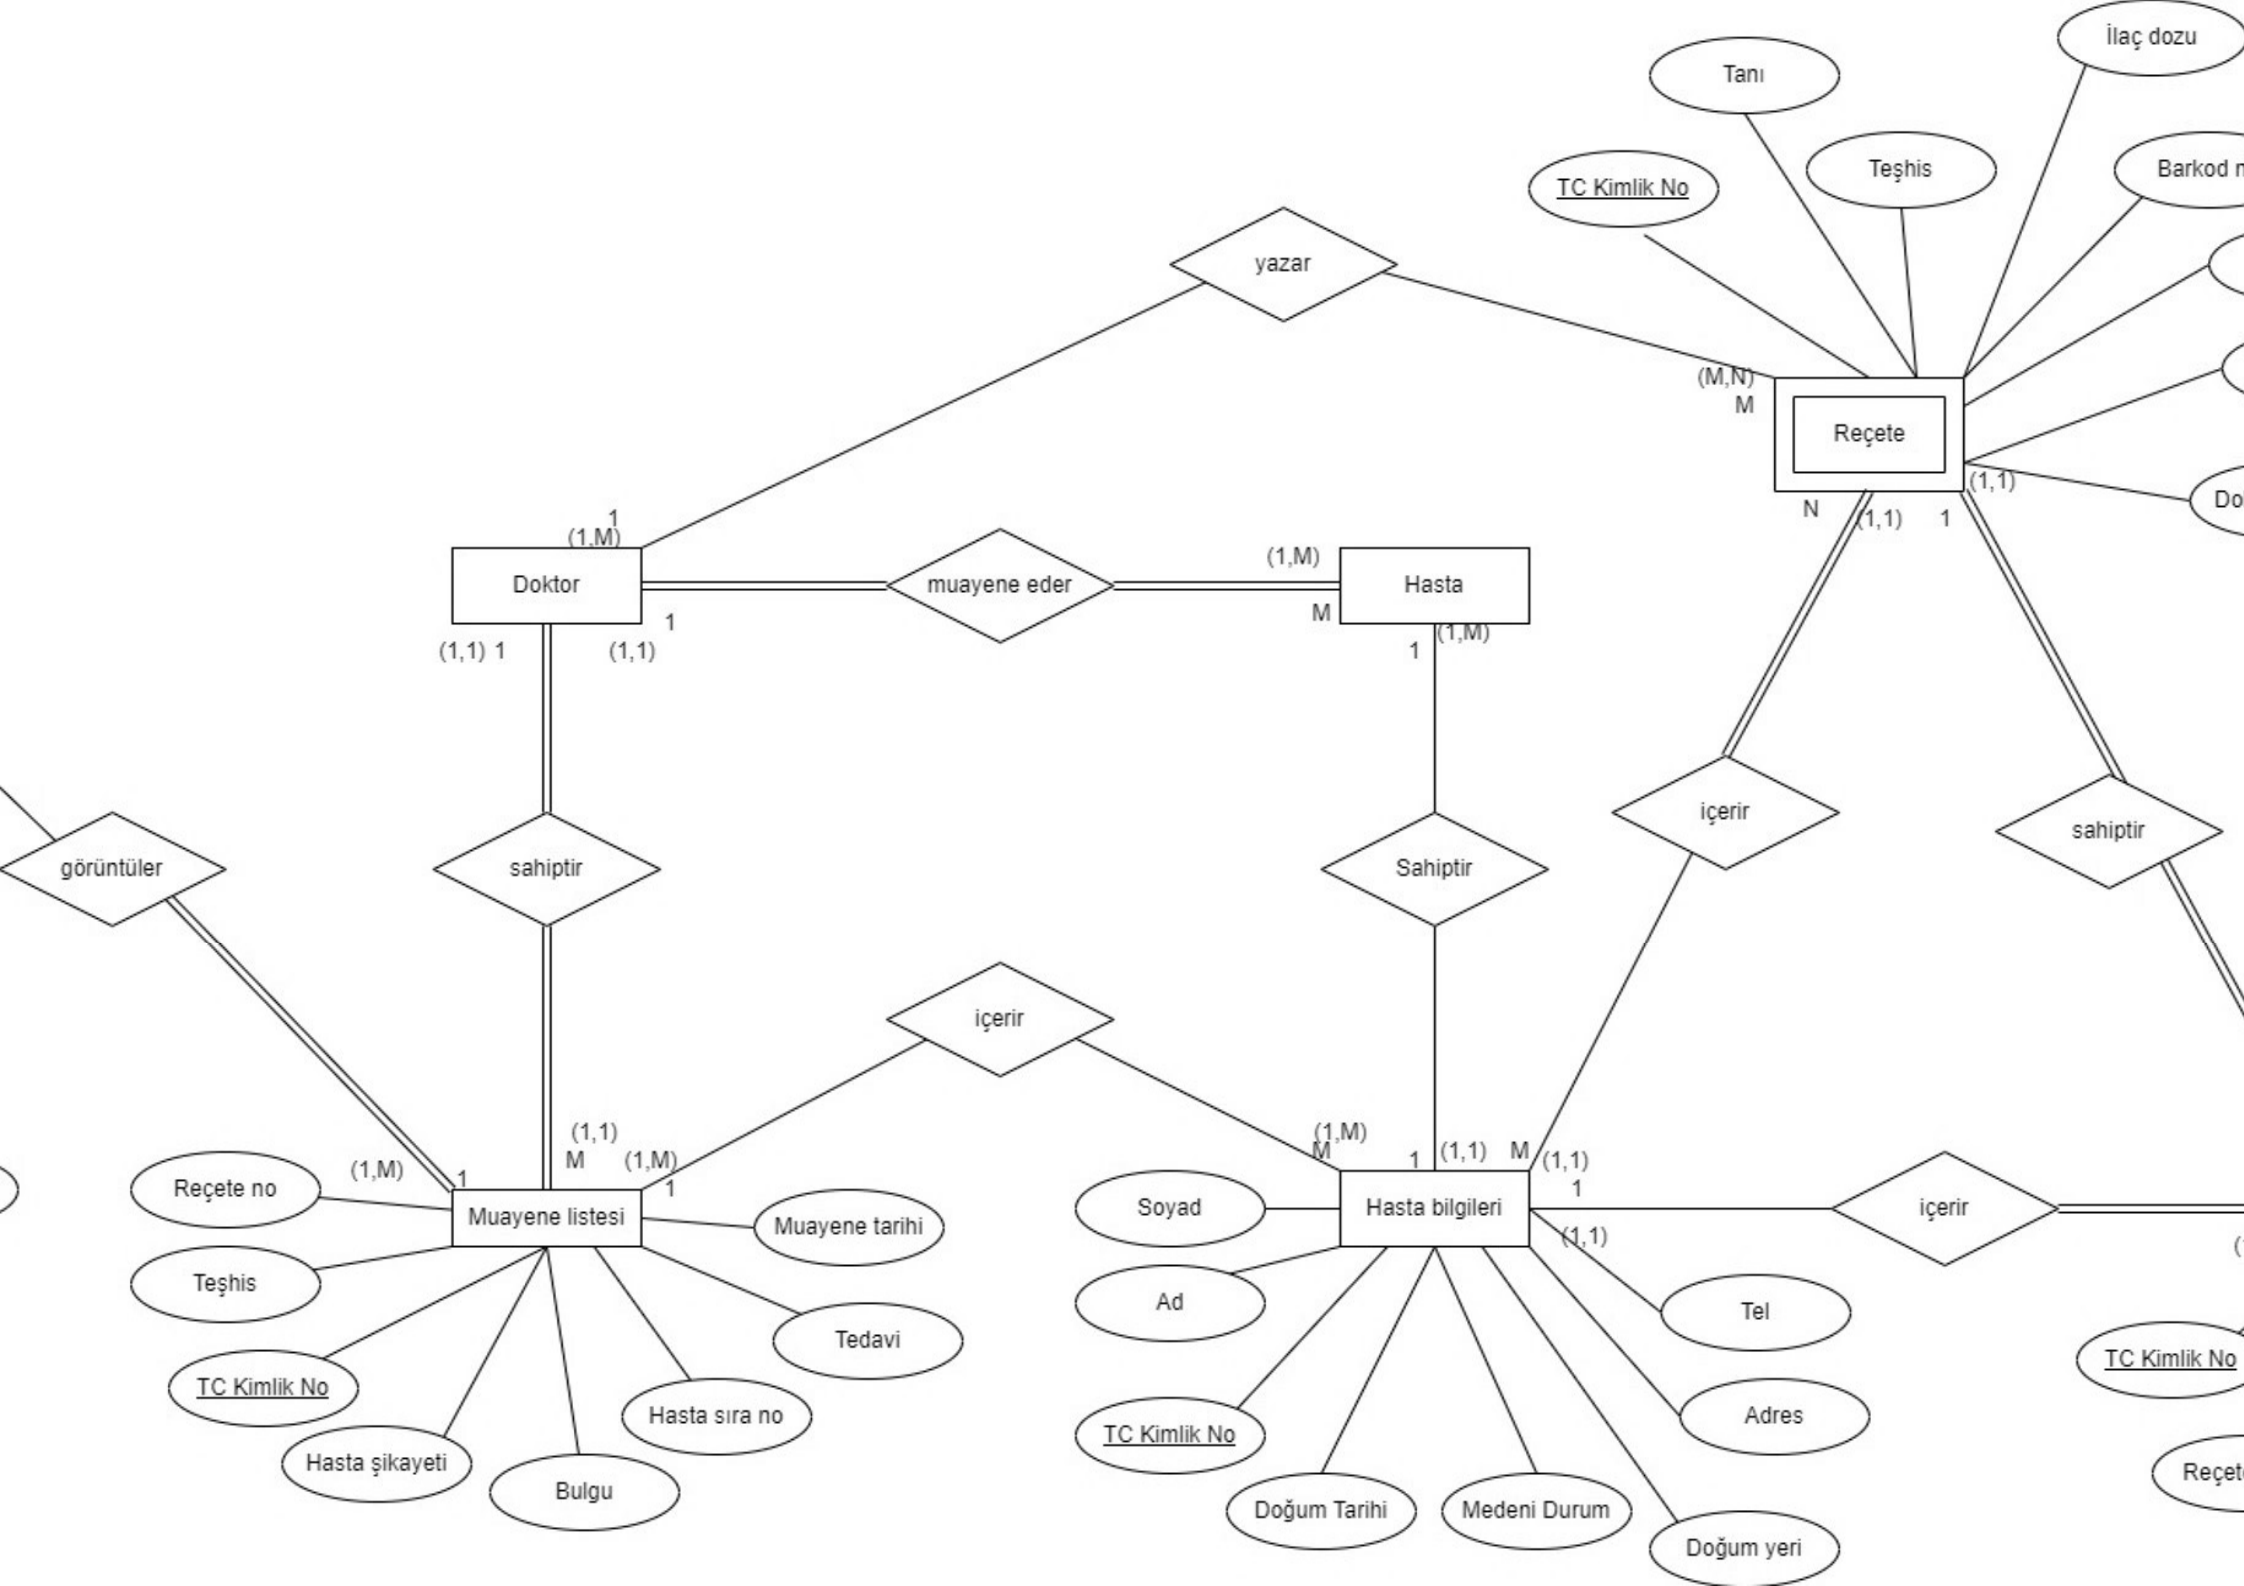 İlaç dozu
Tanı
Teşhis
Barkod n
TC Kimlik No
yazar
(M,N)
M
Reçete
(1,1)
N
(1,1)
1
Do
1
(1,M)
Doktor
muayene eder
(1,M)
Hasta
M
1
(1,1) 1
(1,1)
(1,M)
1
içerir
sahiptir
görüntüler
sahiptir
Sahiptir
içerir
(1,1)
M
(1,M)
1
(1,M)
1
(1,M)
M
1
(1,1)
M
(1,1)
1
(1,1)
Reçete no
Muayene listesi
Muayene tarihi
Soyad
Hasta bilgileri
içerir
(
Teşhis
Tedavi
Ad
Tel
TC Kimlik No
TC Kimlik No
Hasta sıra no
Hasta şikayeti
Bulgu
TC Kimlik No
Adres
Reçet
Doğum Tarihi
Medeni Durum
Doğum yeri